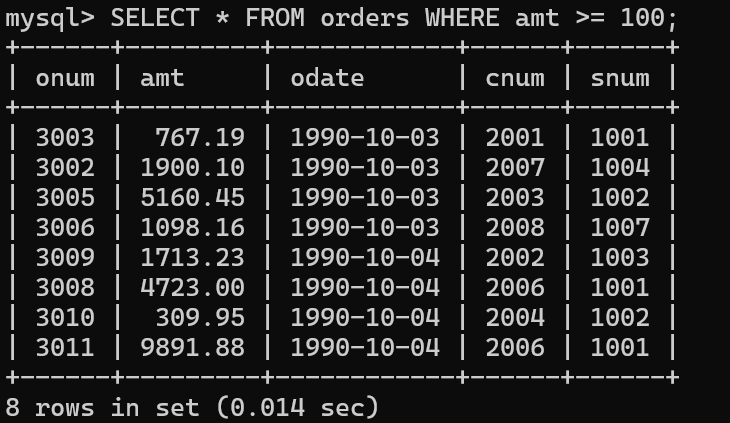 mysql> SELECT * FROM orders WHERE amt >= 100;
+------+---------+------------+------+------+
| onum | amt     | odate      | cnum | snum |
+------+---------+------------+------+------+
| 3003 |  767.19 | 1990-10-03 | 2001 | 1001 |
| 3002 | 1900.10 | 1990-10-03 | 2007 | 1004 |
| 3005 | 5160.45 | 1990-10-03 | 2003 | 1002 |
| 3006 | 1098.16 | 1990-10-03 | 2008 | 1007 |
| 3009 | 1713.23 | 1990-10-04 | 2002 | 1003 |
| 3008 | 4723.00 | 1990-10-04 | 2006 | 1001 |
| 3010 |  309.95 | 1990-10-04 | 2004 | 1002 |
| 3011 | 9891.88 | 1990-10-04 | 2006 | 1001 |
+------+---------+------------+------+------+
8 rows in set (0.014 sec)